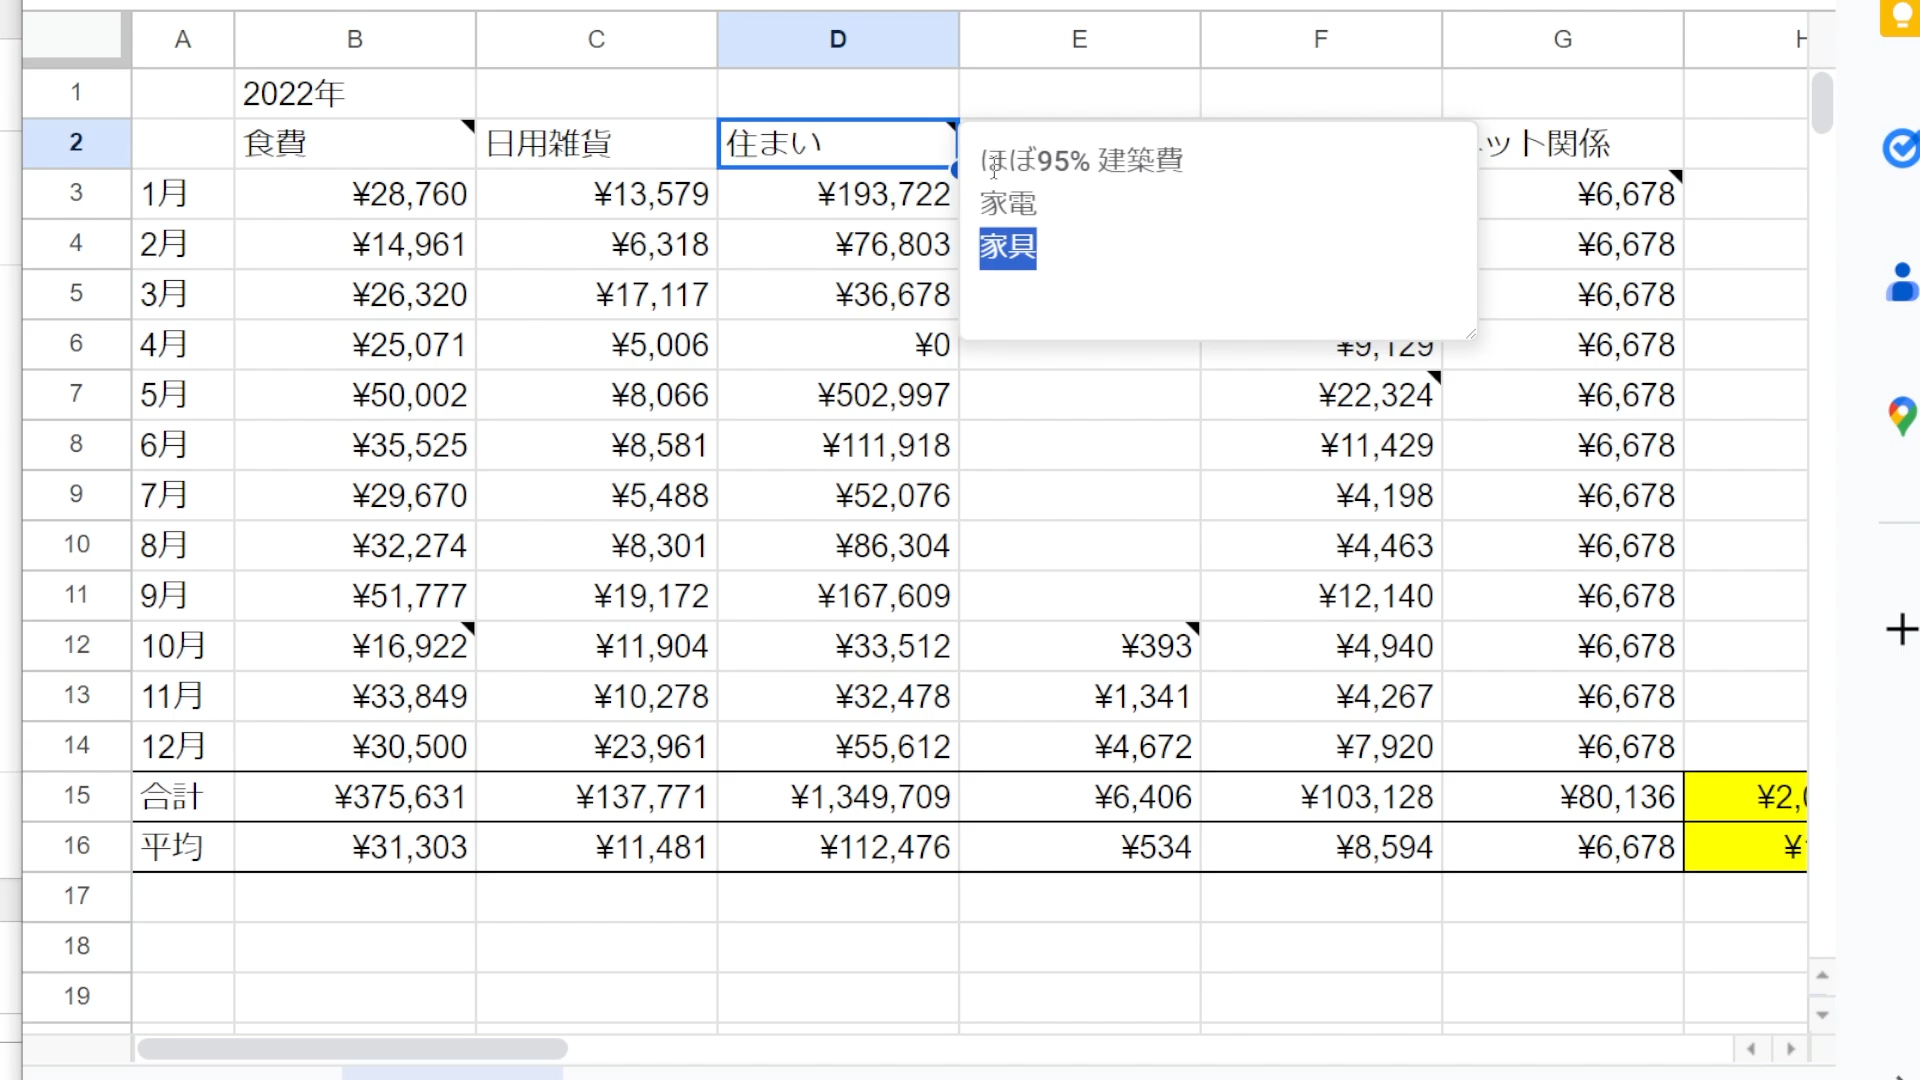 A B C D E F G H
1 2022年
2 食費 日用雑貨 住まい ット関係
ほぼ95% 建築費
家電
家具
3 1月 ¥28,760 ¥13,579 ¥193,722 ¥6,678
4 2月 ¥14,961 ¥6,318 ¥76,803 ¥6,678
5 3月 ¥26,320 ¥17,117 ¥36,678 ¥6,678
6 4月 ¥25,071 ¥5,006 ¥0 ¥9,129 ¥6,678
7 5月 ¥50,002 ¥8,066 ¥502,997 ¥22,324 ¥6,678
8 6月 ¥35,525 ¥8,581 ¥111,918 ¥11,429 ¥6,678
9 7月 ¥29,670 ¥5,488 ¥52,076 ¥4,198 ¥6,678
10 8月 ¥32,274 ¥8,301 ¥86,304 ¥4,463 ¥6,678
11 9月 ¥51,777 ¥19,172 ¥167,609 ¥12,140 ¥6,678
12 10月 ¥16,922 ¥11,904 ¥33,512 ¥393 ¥4,940 ¥6,678
13 11月 ¥33,849 ¥10,278 ¥32,478 ¥1,341 ¥4,267 ¥6,678
14 12月 ¥30,500 ¥23,961 ¥55,612 ¥4,672 ¥7,920 ¥6,678
15 合計 ¥375,631 ¥137,771 ¥1,349,709 ¥6,406 ¥103,128 ¥80,136
16 平均 ¥31,303 ¥11,481 ¥112,476 ¥534 ¥8,594 ¥6,678
17
18
19